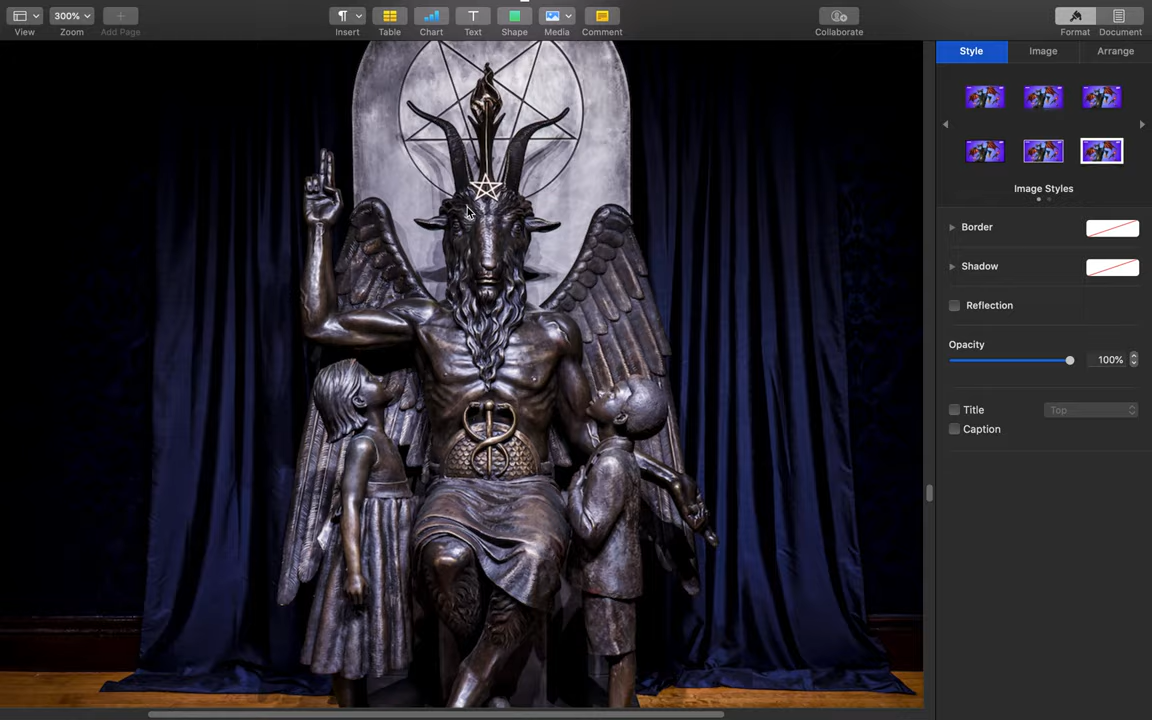 300%
View
Zoom
Add Page
Insert
Table
Chart
Text
Shape
Media
Comment
Collaborate
Format
Document
Style
Image
Arrange
Image Styles
Border
Shadow
Reflection
Opacity
100%
Title
Top
Caption